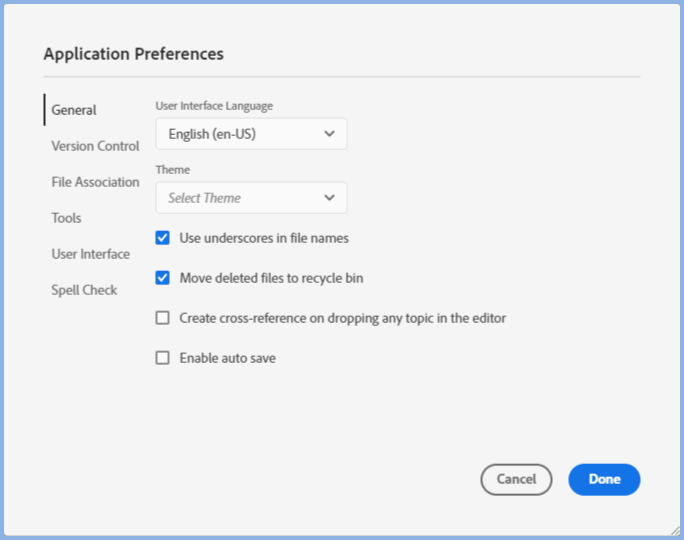 Application Preferences
General
Version Control
File Association
Tools
User Interface
Spell Check
User Interface Language
English (en-US)
Theme
Select Theme
Use underscores in file names
Move deleted files to recycle bin
Create cross-reference on dropping any topic in the editor
Enable auto save
Cancel
Done